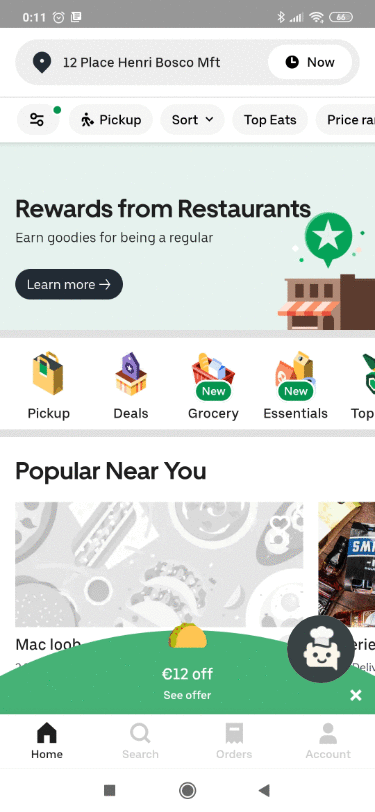 0:11
66
12 Place Henri Bosco Mft
Now
Pickup
Sort
Top Eats
Price ra
Rewards from Restaurants
Earn goodies for being a regular
Learn more →
New
New
Pickup
Deals
Grocery
Essentials
Top
Popular Near You
SMI
Mac loob
erie
Deliv
€12 off
See offer
Home
Search
Orders
Account